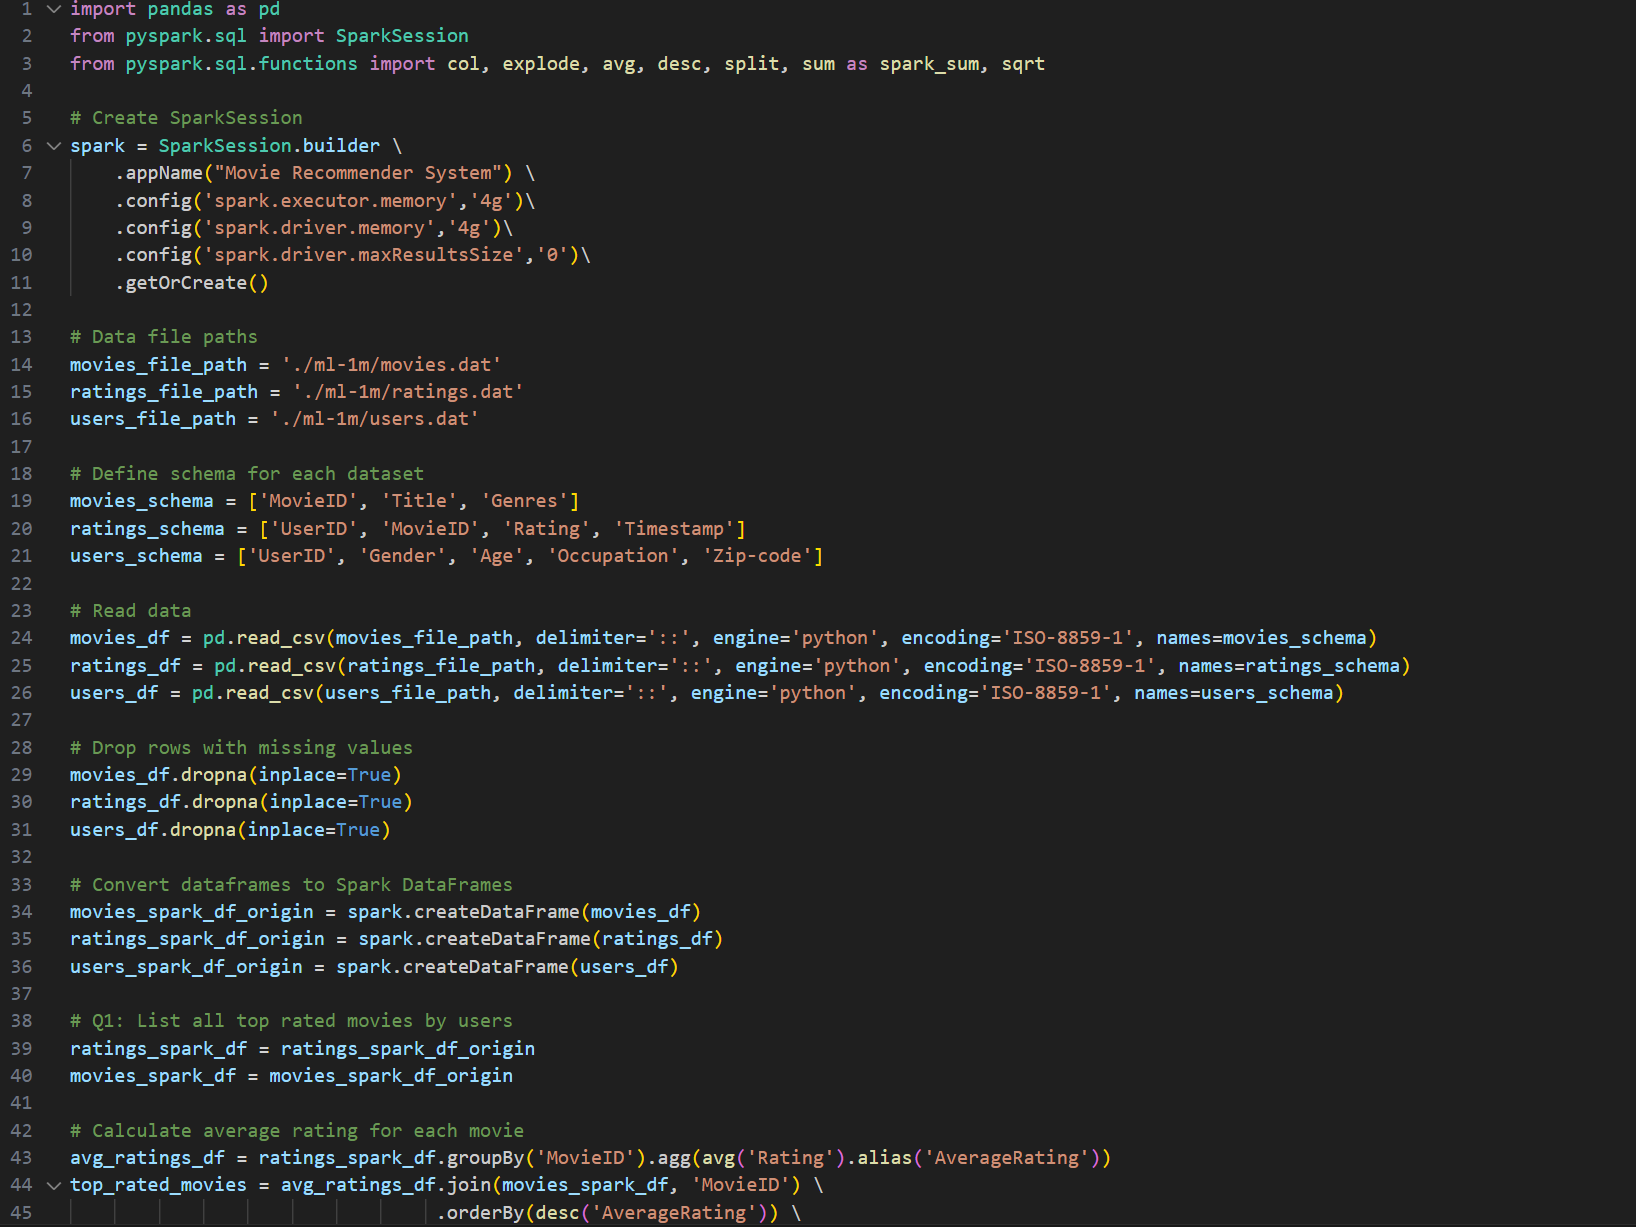 1 import pandas as pd
2 from pyspark.sql import SparkSession
3 from pyspark.sql.functions import col, explode, avg, desc, split, sum as spark_sum, sqrt
4
5 # Create SparkSession
6 spark = SparkSession.builder \
7     .appName("Movie Recommender System") \
8     .config('spark.executor.memory','4g')\
9     .config('spark.driver.memory','4g')\
10     .config('spark.driver.maxResultsSize','0')\
11     .getOrCreate()
12
13 # Data file paths
14 movies_file_path = './ml-1m/movies.dat'
15 ratings_file_path = './ml-1m/ratings.dat'
16 users_file_path = './ml-1m/users.dat'
17
18 # Define schema for each dataset
19 movies_schema = ['MovieID', 'Title', 'Genres']
20 ratings_schema = ['UserID', 'MovieID', 'Rating', 'Timestamp']
21 users_schema = ['UserID', 'Gender', 'Age', 'Occupation', 'Zip-code']
22
23 # Read data
24 movies_df = pd.read_csv(movies_file_path, delimiter='::', engine='python', encoding='ISO-8859-1', names=movies_schema)
25 ratings_df = pd.read_csv(ratings_file_path, delimiter='::', engine='python', encoding='ISO-8859-1', names=ratings_schema)
26 users_df = pd.read_csv(users_file_path, delimiter='::', engine='python', encoding='ISO-8859-1', names=users_schema)
27
28 # Drop rows with missing values
29 movies_df.dropna(inplace=True)
30 ratings_df.dropna(inplace=True)
31 users_df.dropna(inplace=True)
32
33 # Convert dataframes to Spark DataFrames
34 movies_spark_df_origin = spark.createDataFrame(movies_df)
35 ratings_spark_df_origin = spark.createDataFrame(ratings_df)
36 users_spark_df_origin = spark.createDataFrame(users_df)
37
38 # Q1: List all top rated movies by users
39 ratings_spark_df = ratings_spark_df_origin
40 movies_spark_df = movies_spark_df_origin
41
42 # Calculate average rating for each movie
43 avg_ratings_df = ratings_spark_df.groupBy('MovieID').agg(avg('Rating').alias('AverageRating'))
44 top_rated_movies = avg_ratings_df.join(movies_spark_df, 'MovieID') \
45                                  .orderBy(desc('AverageRating')) \